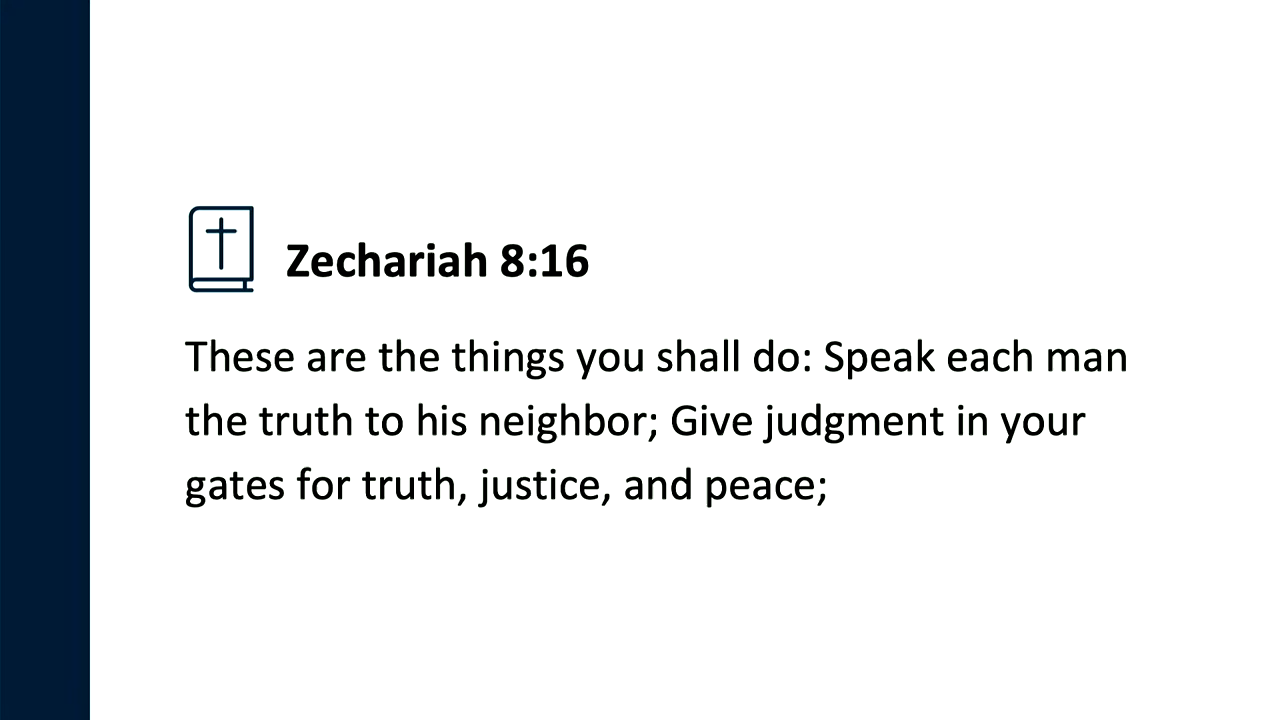 Zechariah 8:16
These are the things you shall do: Speak each man
the truth to his neighbor; Give judgment in your
gates for truth, justice, and peace;